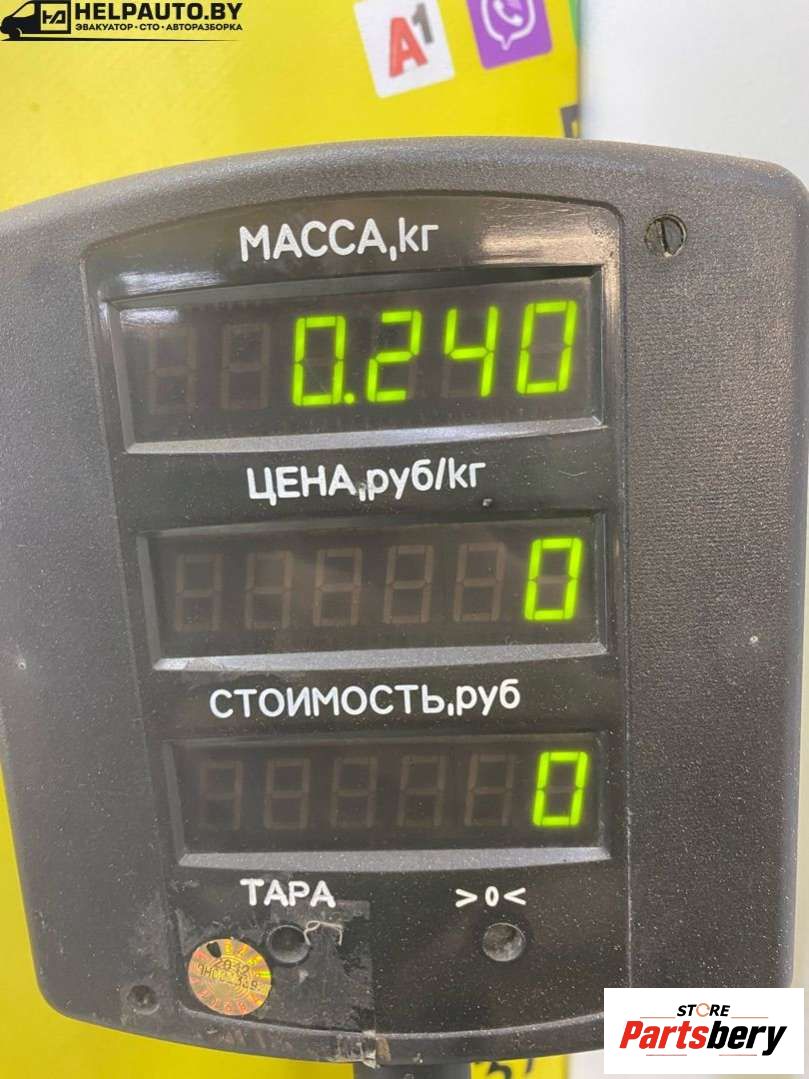 HELPAUTO.BY
ЭВАКУАТОР•СТО•АВТОРАЗБОРКА
A1
МАССА,кг
0.240
ЦЕНА,руб/кг
0
СТОИМОСТЬ,руб
0
ТАРА
>0<
2012
STORE
Partsbery